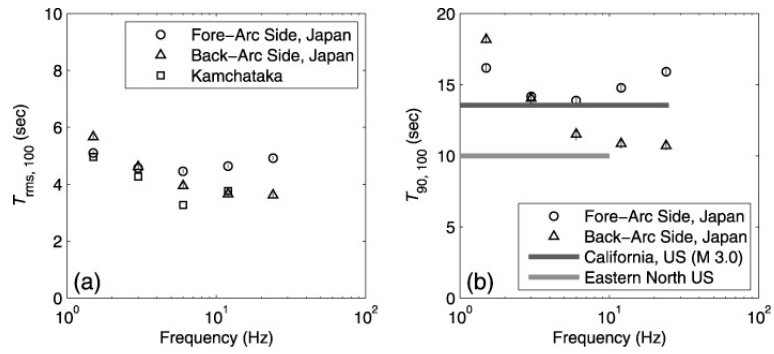 10
8
6
4
2
0
T rms, 100 (sec)
Fore−Arc Side, Japan
Back−Arc Side, Japan
Kamchataka
(a)
10^0 10^1 10^2
Frequency (Hz)
20
15
10
5
0
T 90, 100 (sec)
Fore−Arc Side, Japan
Back−Arc Side, Japan
California, US (M 3.0)
Eastern North US
(b)
10^0 10^1 10^2
Frequency (Hz)